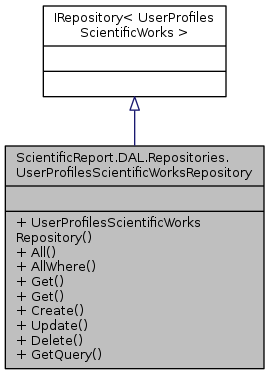 IRepository< UserProfiles
ScientificWorks >
ScientificReport.DAL.Repositories.
UserProfilesScientificWorksRepository
+ UserProfilesScientificWorks
Repository()
+ All()
+ AllWhere()
+ Get()
+ Get()
+ Create()
+ Update()
+ Delete()
+ GetQuery()